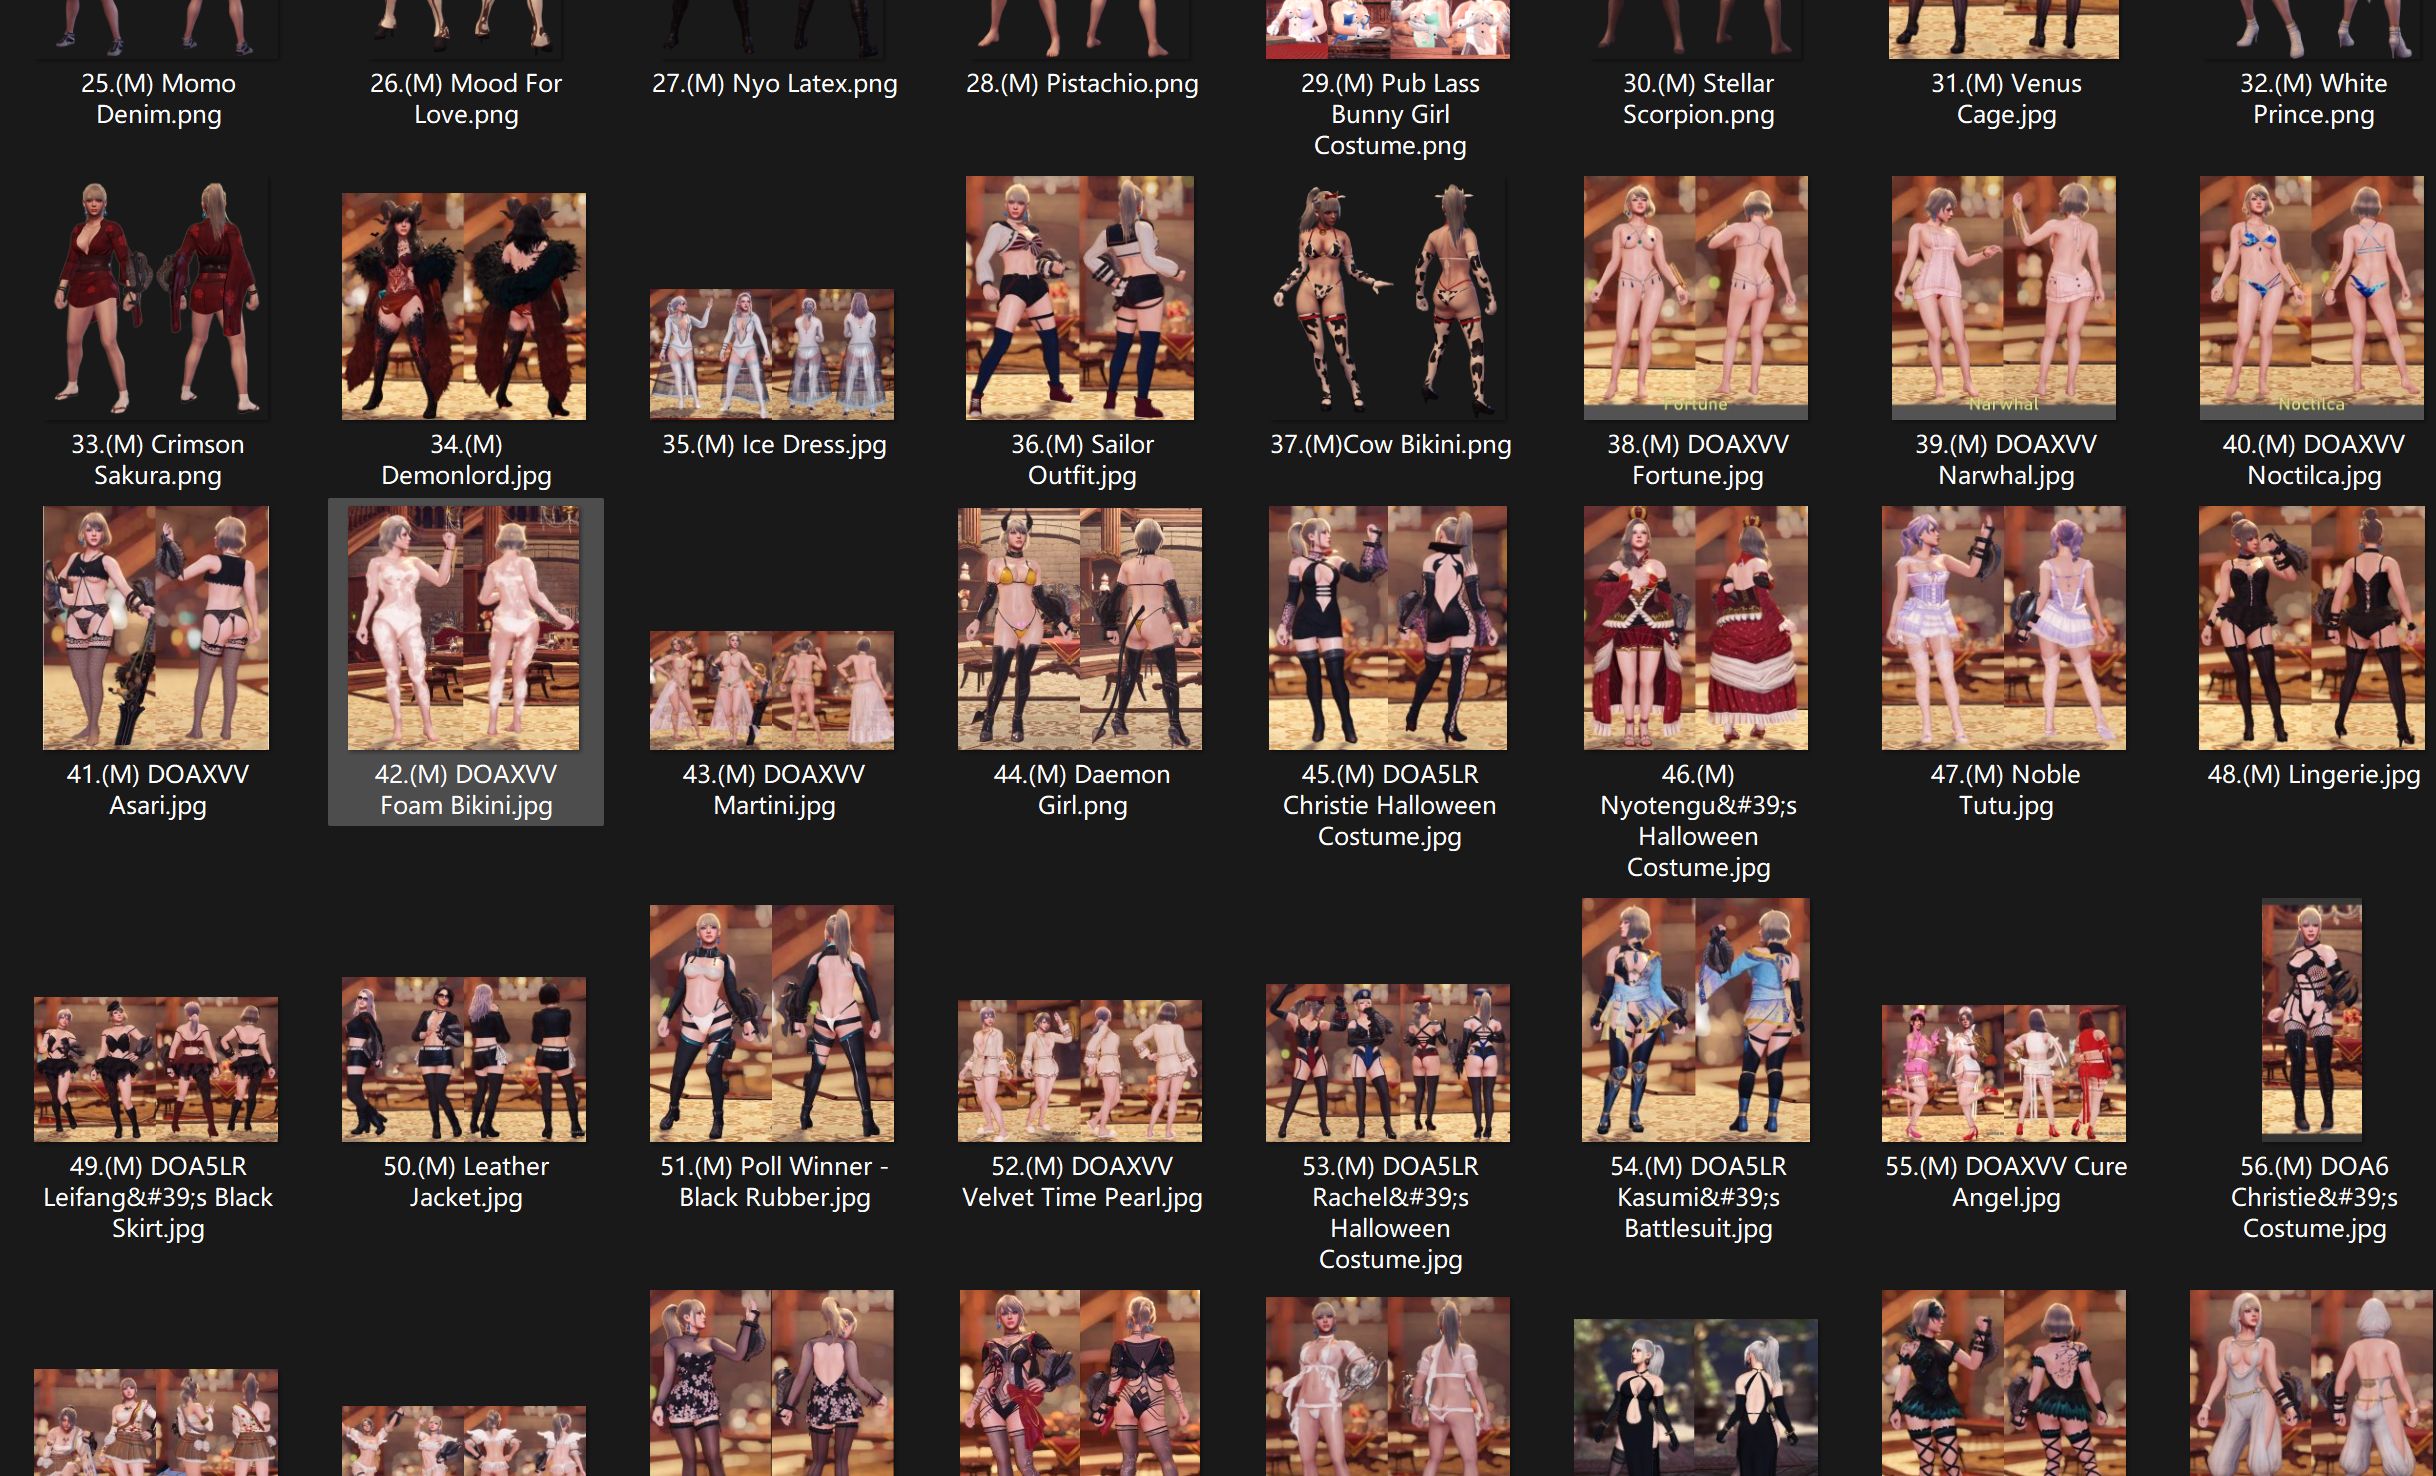 25.(M) Momo
Denim.png
26.(M) Mood For
Love.png
27.(M) Nyo Latex.png
28.(M) Pistachio.png
29.(M) Pub Lass
Bunny Girl
Costume.png
30.(M) Stellar
Scorpion.png
31.(M) Venus
Cage.jpg
32.(M) White
Prince.png
Fortune
Narwhal
Noctilca
33.(M) Crimson
Sakura.png
34.(M)
Demonlord.jpg
35.(M) Ice Dress.jpg
36.(M) Sailor
Outfit.jpg
37.(M)Cow Bikini.png
38.(M) DOAXVV
Fortune.jpg
39.(M) DOAXVV
Narwhal.jpg
40.(M) DOAXVV
Noctilca.jpg
41.(M) DOAXVV
Asari.jpg
42.(M) DOAXVV
Foam Bikini.jpg
43.(M) DOAXVV
Martini.jpg
44.(M) Daemon
Girl.png
45.(M) DOA5LR
Christie Halloween
Costume.jpg
46.(M)
Nyotengu&#39;s
Halloween
Costume.jpg
47.(M) Noble
Tutu.jpg
48.(M) Lingerie.jpg
49.(M) DOA5LR
Leifang&#39;s Black
Skirt.jpg
50.(M) Leather
Jacket.jpg
51.(M) Poll Winner -
Black Rubber.jpg
52.(M) DOAXVV
Velvet Time Pearl.jpg
53.(M) DOA5LR
Rachel&#39;s
Halloween
Costume.jpg
54.(M) DOA5LR
Kasumi&#39;s
Battlesuit.jpg
55.(M) DOAXVV Cure
Angel.jpg
56.(M) DOA6
Christie&#39;s
Costume.jpg